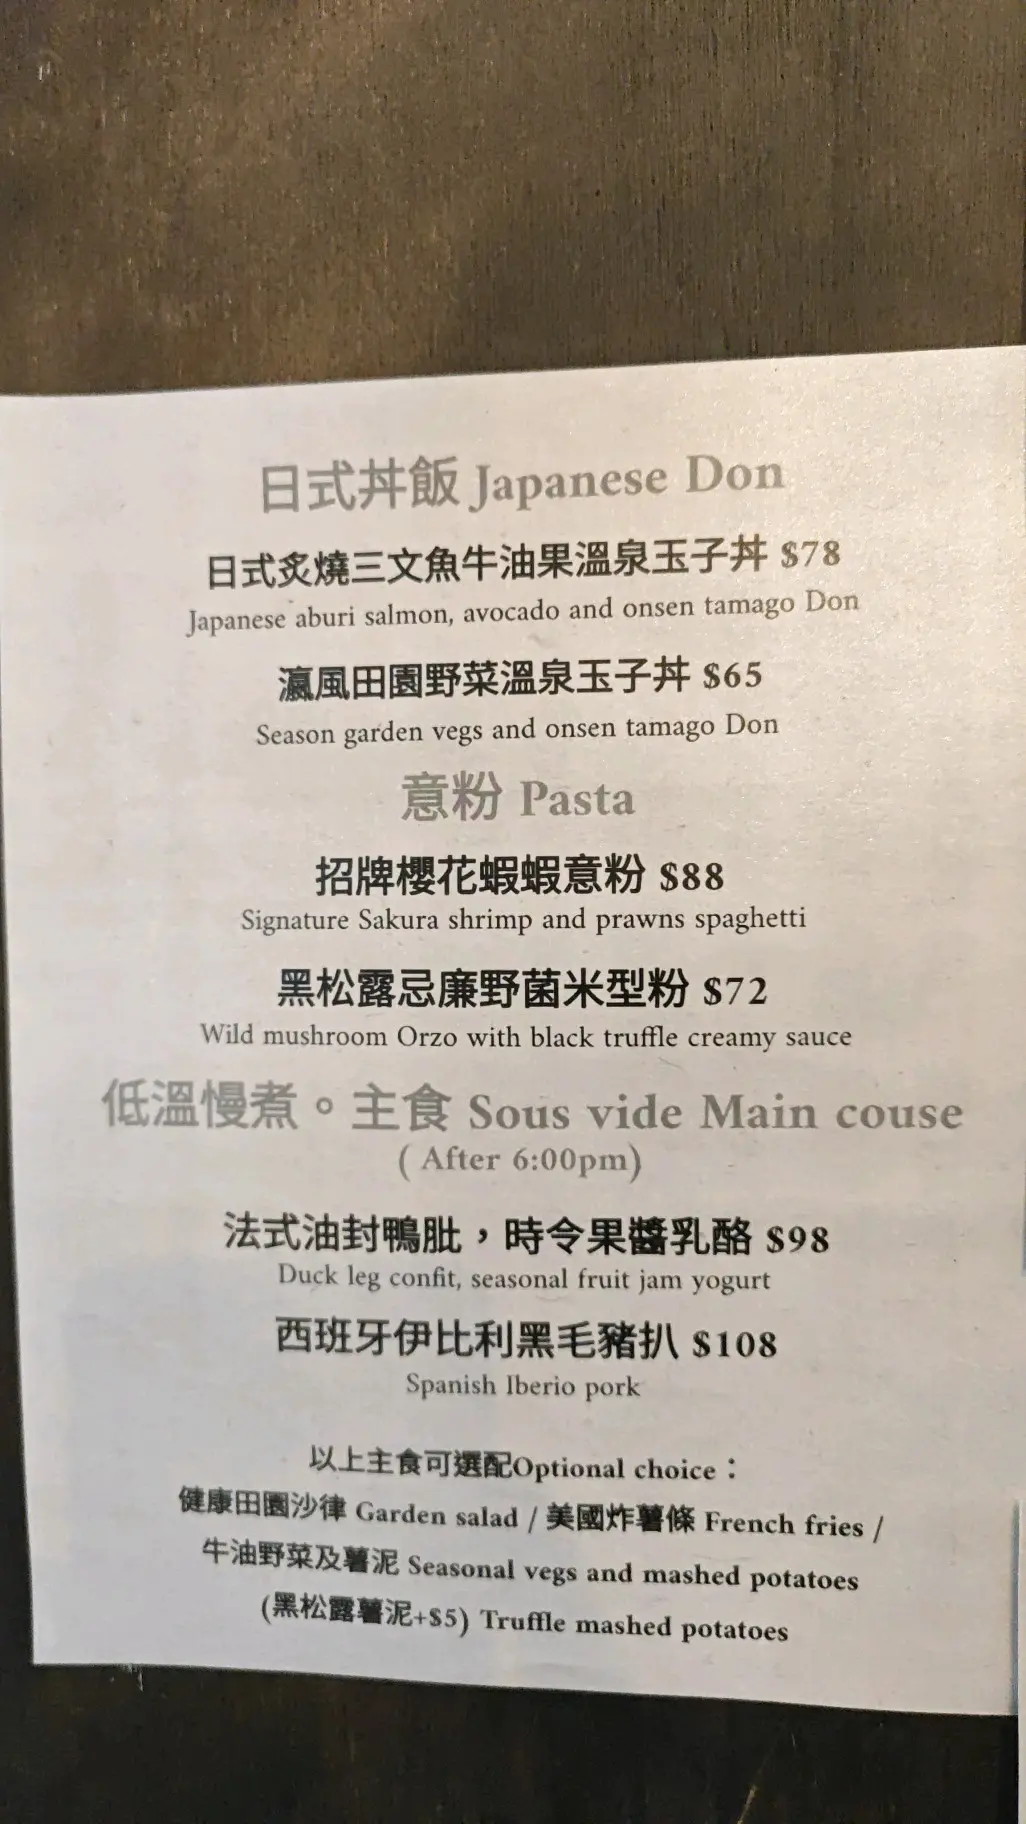 日式丼飯 Japanese Don
日式炙燒三文魚牛油果溫泉玉子丼 $78
Japanese aburi salmon, avocado and onsen tamago Don
瀛風田園野菜溫泉玉子丼 $65
Season garden vegs and onsen tamago Don
意粉 Pasta
招牌櫻花蝦蝦意粉 $88
Signature Sakura shrimp and prawns spaghetti
黑松露忌廉野菌米型粉 $72
Wild mushroom Orzo with black truffle creamy sauce
低溫慢煮。主食 Sous vide Main couse
( After 6:00pm)
法式油封鴨肶，時令果醬乳酪 $98
Duck leg confit, seasonal fruit jam yogurt
西班牙伊比利黑毛豬扒 $108
Spanish Iberio pork
以上主食可選配Optional choice：
健康田園沙律 Garden salad / 美國炸薯條 French fries /
牛油野菜及薯泥 Seasonal vegs and mashed potatoes
(黑松露薯泥+$5) Truffle mashed potatoes